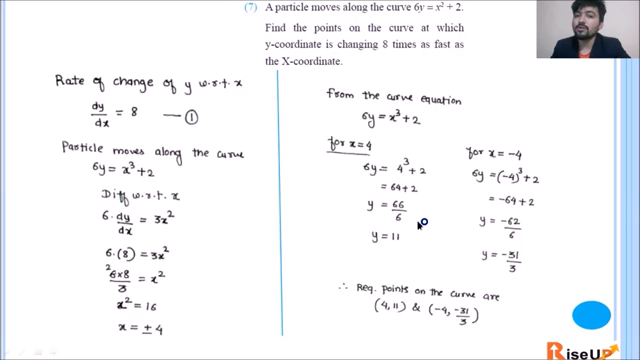 (7) A particle moves along the curve 6y = x³ + 2.
Find the points on the curve at which
y-coordinate is changing 8 times as fast as
the X-coordinate.
Rate of change of y w.r.t x
dy/dx = 8 — ①
Particle moves along the curve
6y = x³+2
Diff w.r.t x
6·dy/dx = 3x²
6·(8) = 3x²
²6×8/3 = x²
x² = 16
x = ±4
from the curve equation
6y = x³+2
for x=4
6y = 4³+2
= 64+2
y = 66/6
y = 11
for x = -4
6y = (-4)³+2
= -64+2
y = -62/6
y = -31/3
∴ Req. points on the curve are
(4, 11) & (-4, -31/3)
RiseUP